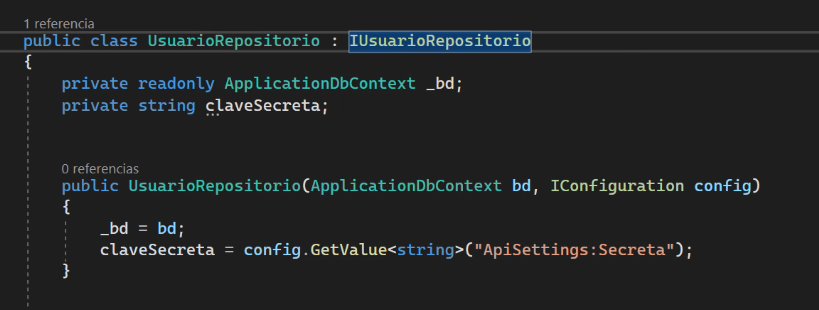 1 referencia
public class UsuarioRepositorio : IUsuarioRepositorio
{
private readonly ApplicationDbContext _bd;
private string claveSecreta;
0 referencias
public UsuarioRepositorio(ApplicationDbContext bd, IConfiguration config)
{
_bd = bd;
claveSecreta = config.GetValue<string>("ApiSettings:Secreta");
}